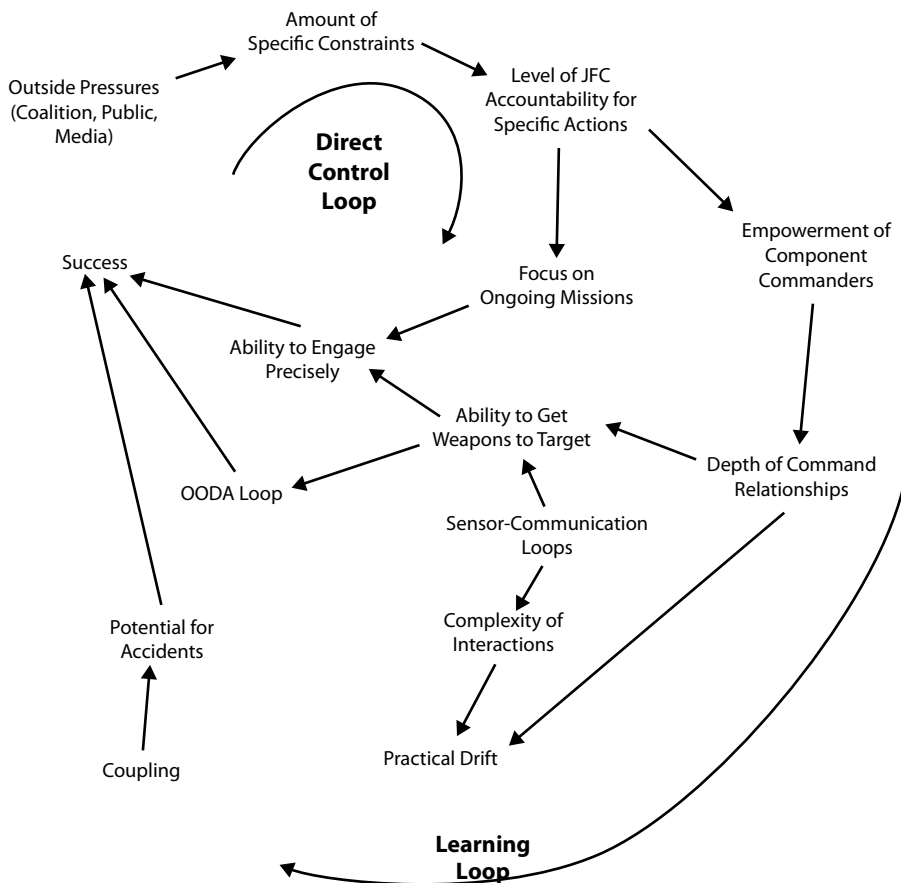 Amount of
Specific Constraints
Outside Pressures
(Coalition, Public,
Media)
Level of JFC
Accountability for
Specific Actions
Direct
Control
Loop
Empowerment of
Component
Commanders
Success
Focus on
Ongoing Missions
Ability to Engage
Precisely
Ability to Get
Weapons to Target
Depth of Command
Relationships
OODA Loop
Sensor-Communication
Loops
Complexity of
Interactions
Potential for
Accidents
Practical Drift
Coupling
Learning
Loop